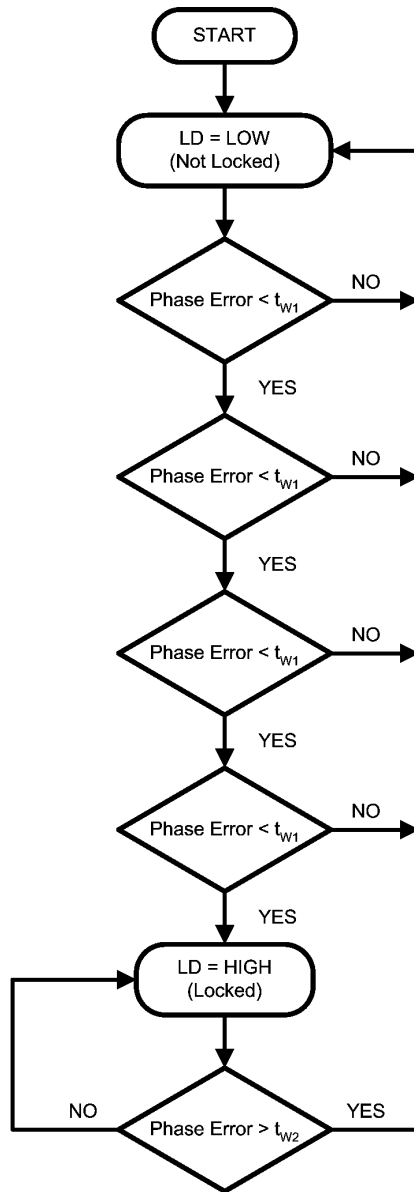 START
LD = LOW
(Not Locked)
Phase Error < tW1
NO
YES
Phase Error < tW1
NO
YES
Phase Error < tW1
NO
YES
Phase Error < tW1
NO
YES
LD = HIGH
(Locked)
NO
Phase Error > tW2
YES